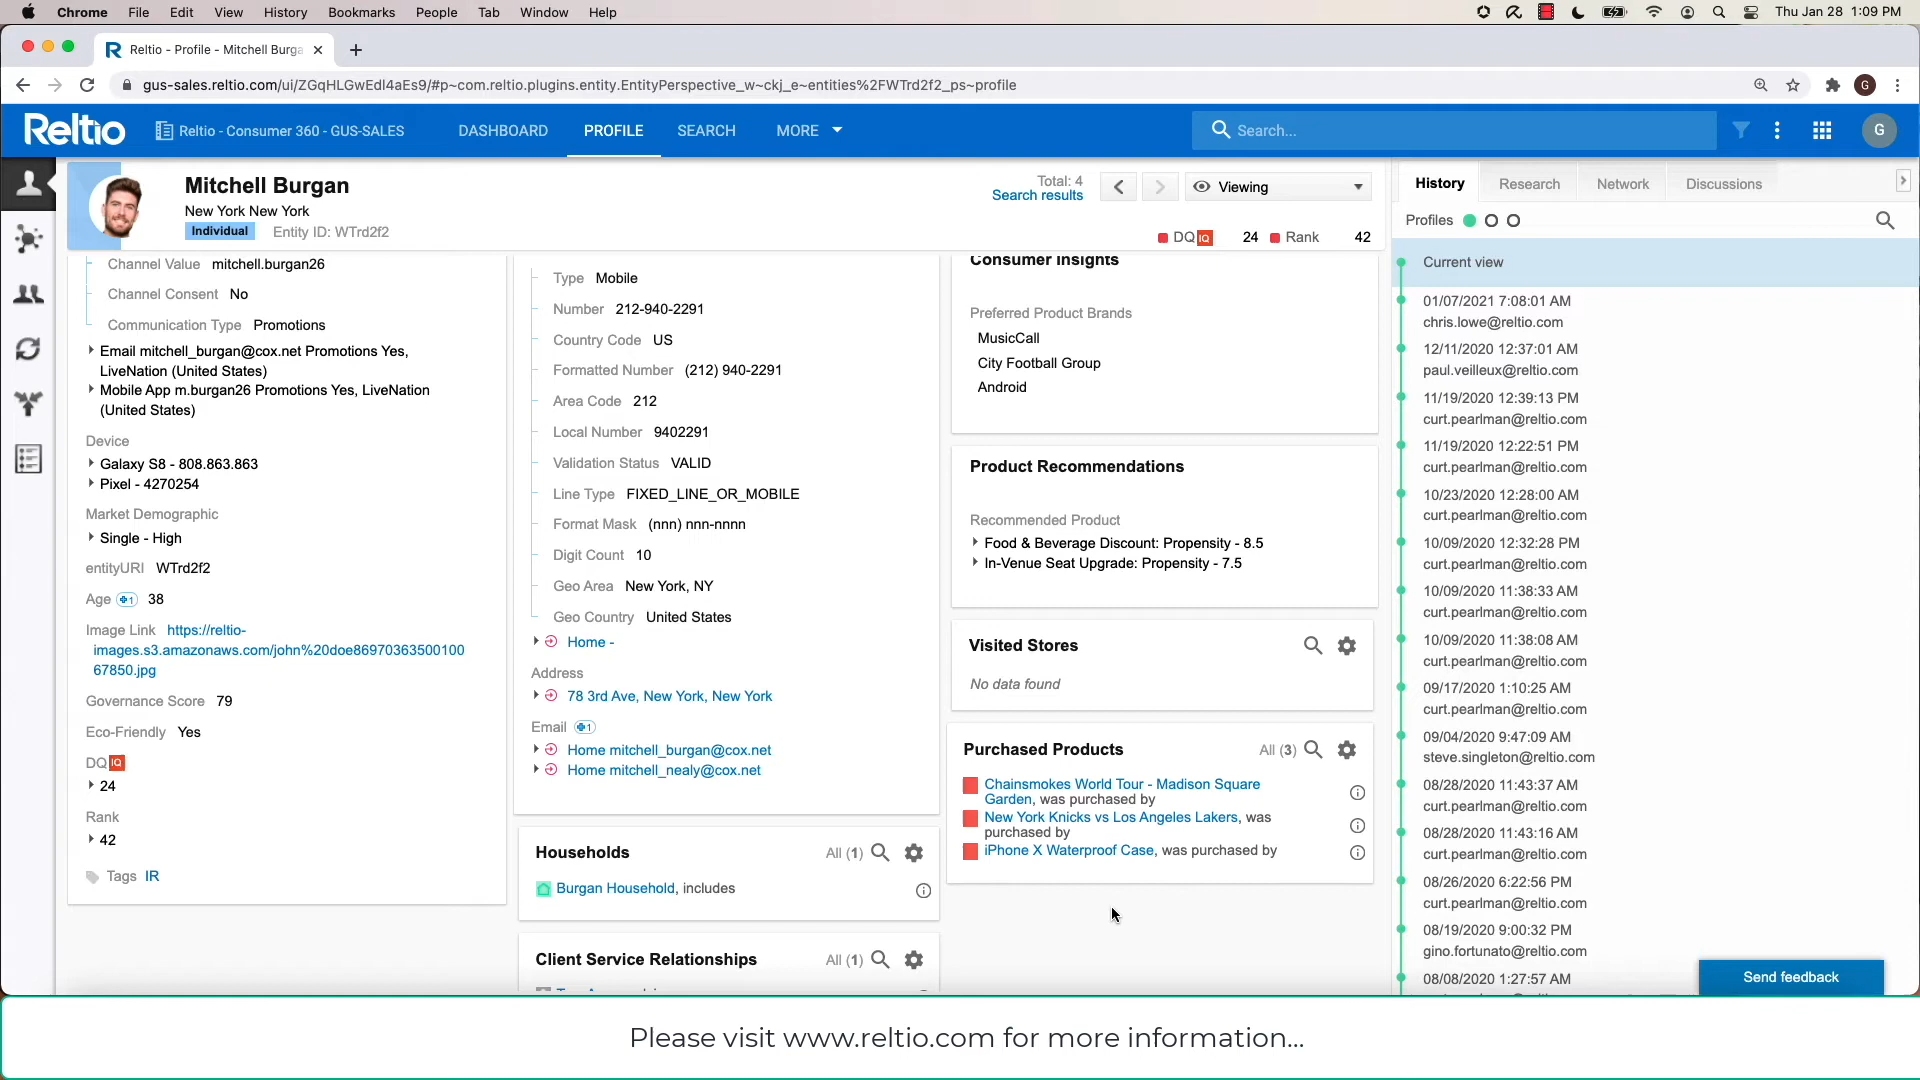 Chrome File Edit View History Bookmarks People Tab Window Help
Thu Jan 28 1:09 PM
Reltio - Profile - Mitchell Burga
gus-sales.reltio.com/ui/ZGqHLGwEdl4aEs9/#p~com.reltio.plugins.entity.EntityPerspective_w~ckj_e~entities%2FWTrd2f2_ps~profile
G
Reltio
Reltio - Consumer 360 - GUS-SALES
DASHBOARD
PROFILE
SEARCH
MORE
Search...
G
Mitchell Burgan
New York New York
Individual
Entity ID: WTrd2f2
Total: 4
Search results
Viewing
DQ IQ 24
Rank 42
Channel Value mitchell.burgan26
Channel Consent No
Communication Type Promotions
Email mitchell_burgan@cox.net Promotions Yes,
LiveNation (United States)
Mobile App m.burgan26 Promotions Yes, LiveNation
(United States)
Device
Galaxy S8 - 808.863.863
Pixel - 4270254
Market Demographic
Single - High
entityURI WTrd2f2
Age +1 38
Image Link https://reltio-
images.s3.amazonaws.com/john%20doe86970363500100
67850.jpg
Governance Score 79
Eco-Friendly Yes
DQ IQ
24
Rank
42
Tags IR
Type Mobile
Number 212-940-2291
Country Code US
Formatted Number (212) 940-2291
Area Code 212
Local Number 9402291
Validation Status VALID
Line Type FIXED_LINE_OR_MOBILE
Format Mask (nnn) nnn-nnnn
Digit Count 10
Geo Area New York, NY
Geo Country United States
Home -
Address
78 3rd Ave, New York, New York
Email +1
Home mitchell_burgan@cox.net
Home mitchell_nealy@cox.net
Households All (1)
Burgan Household, includes
Client Service Relationships All (1)
Consumer Insights
Preferred Product Brands
MusicCall
City Football Group
Android
Product Recommendations
Recommended Product
Food & Beverage Discount: Propensity - 8.5
In-Venue Seat Upgrade: Propensity - 7.5
Visited Stores
No data found
Purchased Products All (3)
Chainsmokes World Tour - Madison Square
Garden, was purchased by
New York Knicks vs Los Angeles Lakers, was
purchased by
iPhone X Waterproof Case, was purchased by
History
Research
Network
Discussions
Profiles
Current view
01/07/2021 7:08:01 AM
chris.lowe@reltio.com
12/11/2020 12:37:01 AM
paul.veilleux@reltio.com
11/19/2020 12:39:13 PM
curt.pearlman@reltio.com
11/19/2020 12:22:51 PM
curt.pearlman@reltio.com
10/23/2020 12:28:00 AM
curt.pearlman@reltio.com
10/09/2020 12:32:28 PM
curt.pearlman@reltio.com
10/09/2020 11:38:33 AM
curt.pearlman@reltio.com
10/09/2020 11:38:08 AM
curt.pearlman@reltio.com
09/17/2020 1:10:25 AM
curt.pearlman@reltio.com
09/04/2020 9:47:09 AM
steve.singleton@reltio.com
08/28/2020 11:43:37 AM
curt.pearlman@reltio.com
08/28/2020 11:43:16 AM
curt.pearlman@reltio.com
08/26/2020 6:22:56 PM
curt.pearlman@reltio.com
08/19/2020 9:00:32 PM
gino.fortunato@reltio.com
08/08/2020 1:27:57 AM
Send feedback
Please visit www.reltio.com for more information...